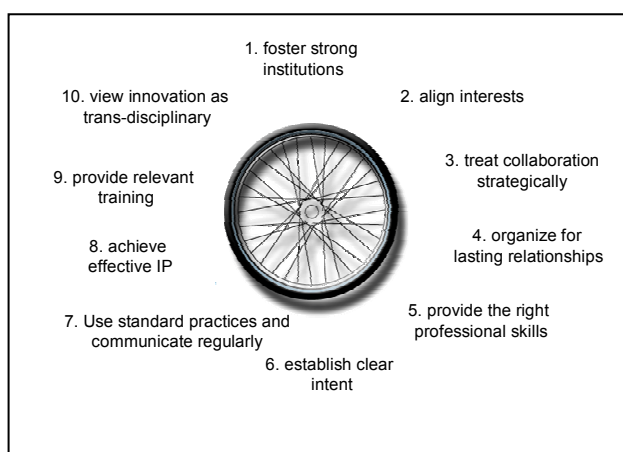 1. foster strong
institutions
2. align interests
3. treat collaboration
strategically
4. organize for
lasting relationships
5. provide the right
professional skills
6. establish clear
intent
7. Use standard practices and
communicate regularly
8. achieve
effective IP
9. provide relevant
training
10. view innovation as
trans-disciplinary